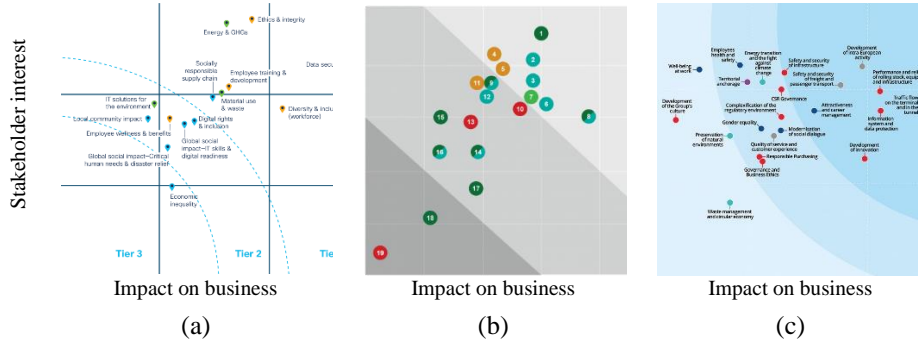 Stakeholder interest
Ethics & integrity
Energy & GHGs
Data secu
Socially
responsible
supply chain
Employee training &
development
IT solutions for
the environment
Material use
& waste
Diversity & inclu
(workforce)
Local community impact
Digital rights
& inclusion
Employee wellness & benefits
Global social impact–Critical
human needs & disaster relief
Global social
impact–IT skills &
digital readiness
Economic
inequality
Tier 3
Tier 2
Tie
Impact on business
(a)
1
4
2
5
3
11
9
12
7
6
10
8
15
13
16
14
17
18
19
Impact on business
(b)
Employees
health and
safety
Energy transition
and the fight
against
climate
change
Safety and security
of infrastructure
Development
of intra-European
activity
Well-being
at work
Territorial
anchorage
Safety and security
of freight and
passenger transport
Performance and reli
of rolling stock, equip
and infrast
Development
of the Group's
culture
CSR Governance
Complexification of the
regulatory environment
Attractiveness
and career
management
Traffic flow
on the termina
and in the
tunnel
Information
system and
data protection
Gender equality
Modernisation of
social dialogue
Preservation
of natural
environments
Quality of service and
customer experience
Responsible Purchasing
Governance and
Business Ethics
Development
of innovation
Waste management
and circular economy
Impact on business
(c)